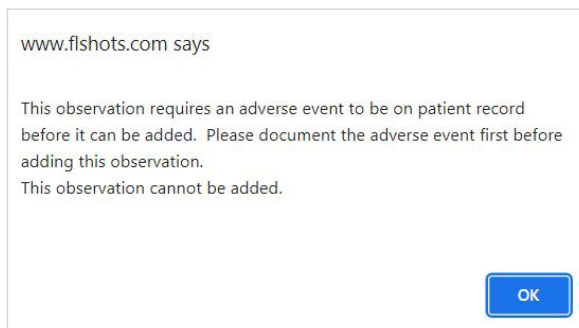 www.flshots.com says
This observation requires an adverse event to be on patient record
before it can be added.  Please document the adverse event first before
adding this observation.
This observation cannot be added.
OK